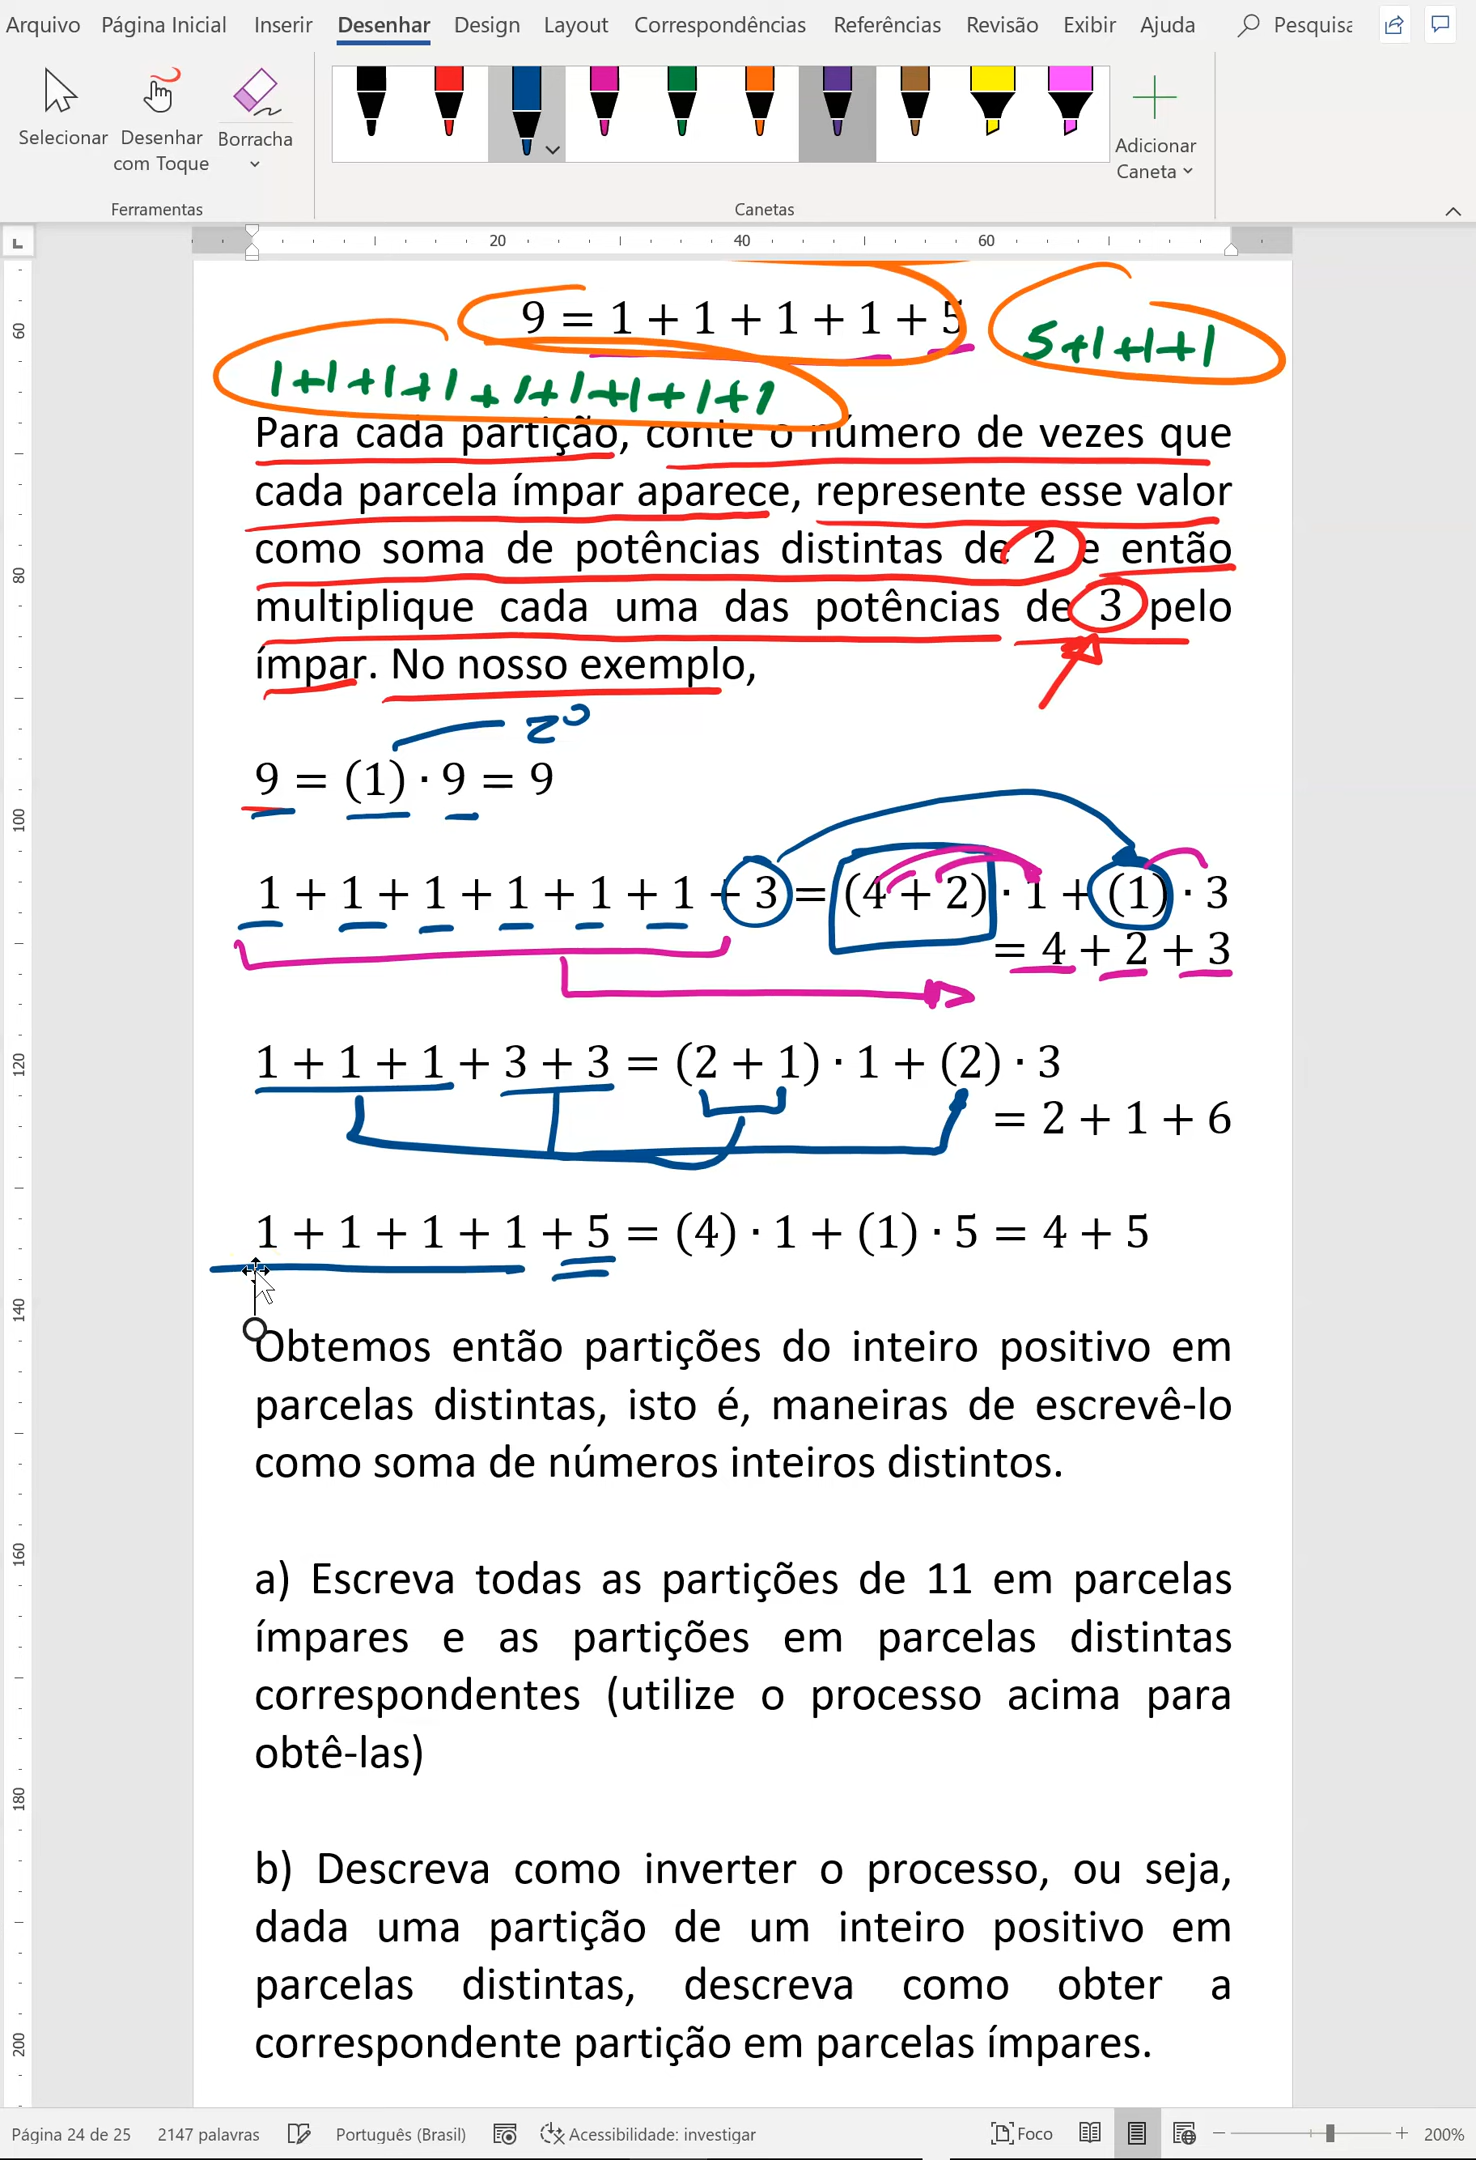 Arquivo Página Inicial Inserir Desenhar Design Layout Correspondências Referências Revisão Exibir Ajuda Pesquisa
Selecionar Desenhar com Toque Borracha
Adicionar Caneta
Ferramentas Canetas
20 40 60
9 = 1 + 1 + 1 + 1 + 5
5+1+1+1
1+1+1+1+1+1+1+1+1
Para cada partição, conte o número de vezes que
cada parcela ímpar aparece, represente esse valor
como soma de potências distintas de 2 e então
multiplique cada uma das potências de 3 pelo
ímpar. No nosso exemplo,
2⁰
9 = (1) · 9 = 9
1 + 1 + 1 + 1 + 1 + 1 + 3 = (4 + 2) · 1 + (1) · 3
= 4 + 2 + 3
1 + 1 + 1 + 3 + 3 = (2 + 1) · 1 + (2) · 3
= 2 + 1 + 6
1 + 1 + 1 + 1 + 5 = (4) · 1 + (1) · 5 = 4 + 5
Obtemos então partições do inteiro positivo em
parcelas distintas, isto é, maneiras de escrevê-lo
como soma de números inteiros distintos.
a) Escreva todas as partições de 11 em parcelas
ímpares e as partições em parcelas distintas
correspondentes (utilize o processo acima para
obtê-las)
b) Descreva como inverter o processo, ou seja,
dada uma partição de um inteiro positivo em
parcelas distintas, descreva como obter a
correspondente partição em parcelas ímpares.
60
80
100
120
140
160
180
200
Página 24 de 25 2147 palavras Português (Brasil) Acessibilidade: investigar Foco 200%